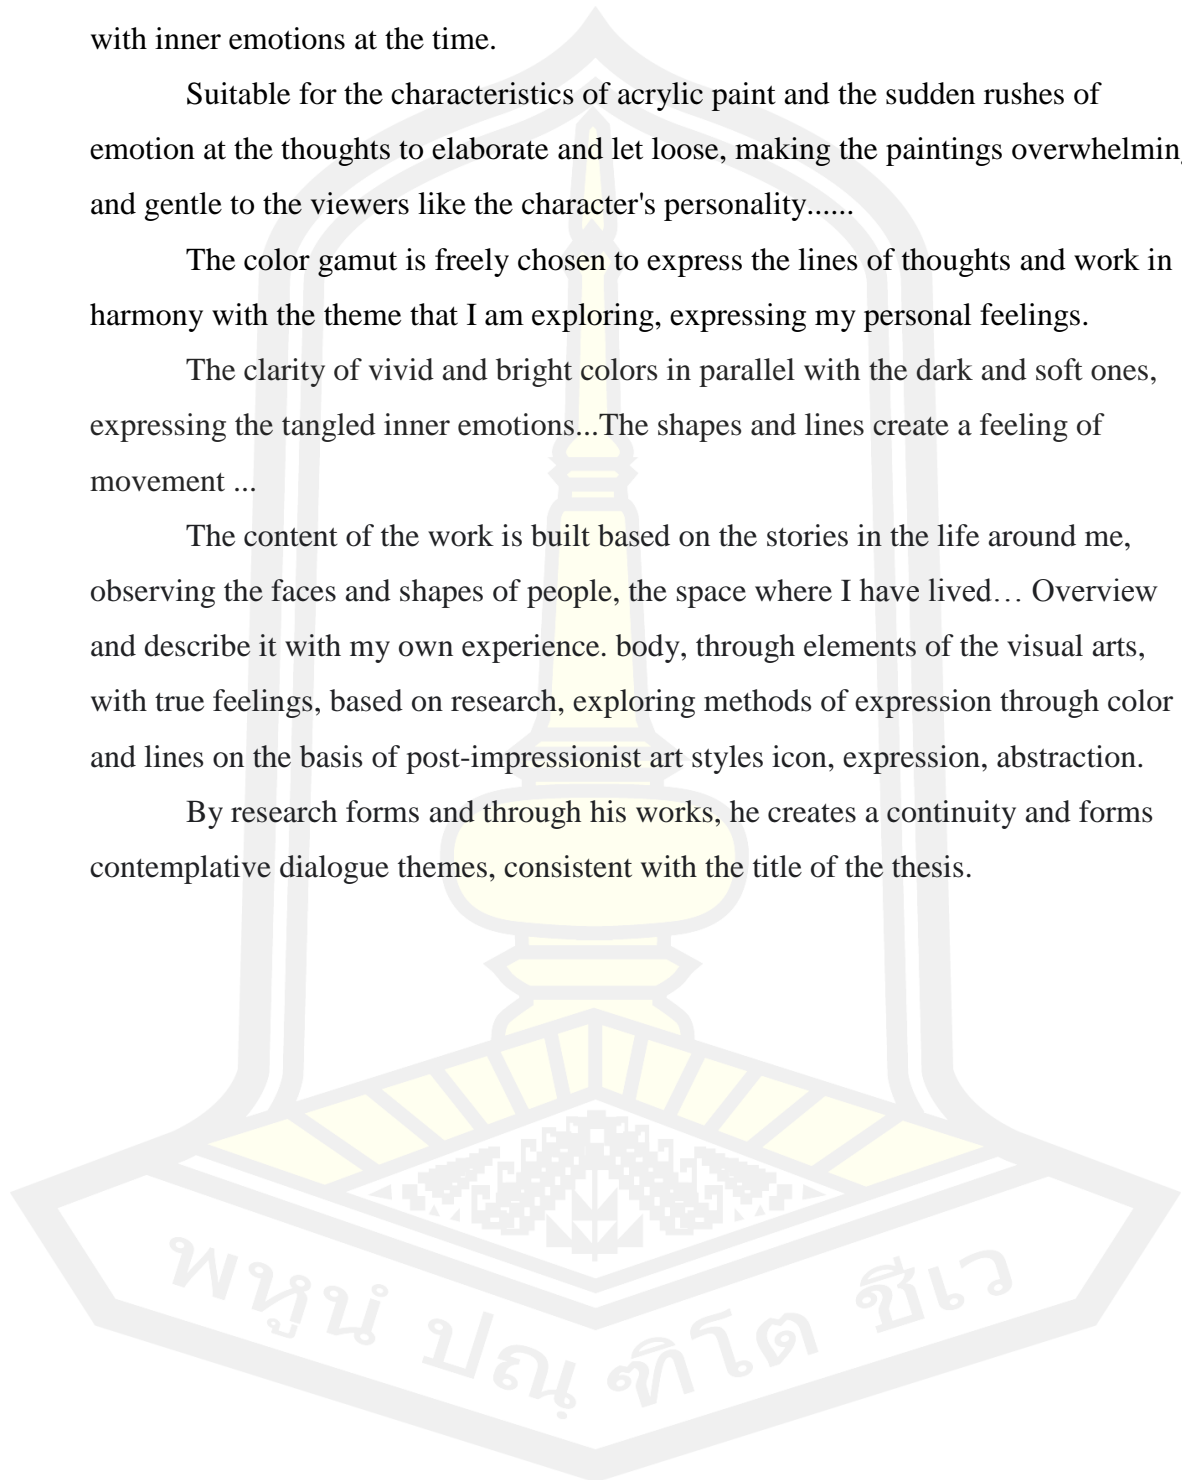 with inner emotions at the time.
Suitable for the characteristics of acrylic paint and the sudden rushes of
emotion at the thoughts to elaborate and let loose, making the paintings overwhelmin
and gentle to the viewers like the character's personality......
The color gamut is freely chosen to express the lines of thoughts and work in
harmony with the theme that I am exploring, expressing my personal feelings.
The clarity of vivid and bright colors in parallel with the dark and soft ones,
expressing the tangled inner emotions...The shapes and lines create a feeling of
movement ...
The content of the work is built based on the stories in the life around me,
observing the faces and shapes of people, the space where I have lived… Overview
and describe it with my own experience. body, through elements of the visual arts,
with true feelings, based on research, exploring methods of expression through color
and lines on the basis of post-impressionist art styles icon, expression, abstraction.
By research forms and through his works, he creates a continuity and forms
contemplative dialogue themes, consistent with the title of the thesis.
พหูนํ ปณฺ ฑิโต ชีเว